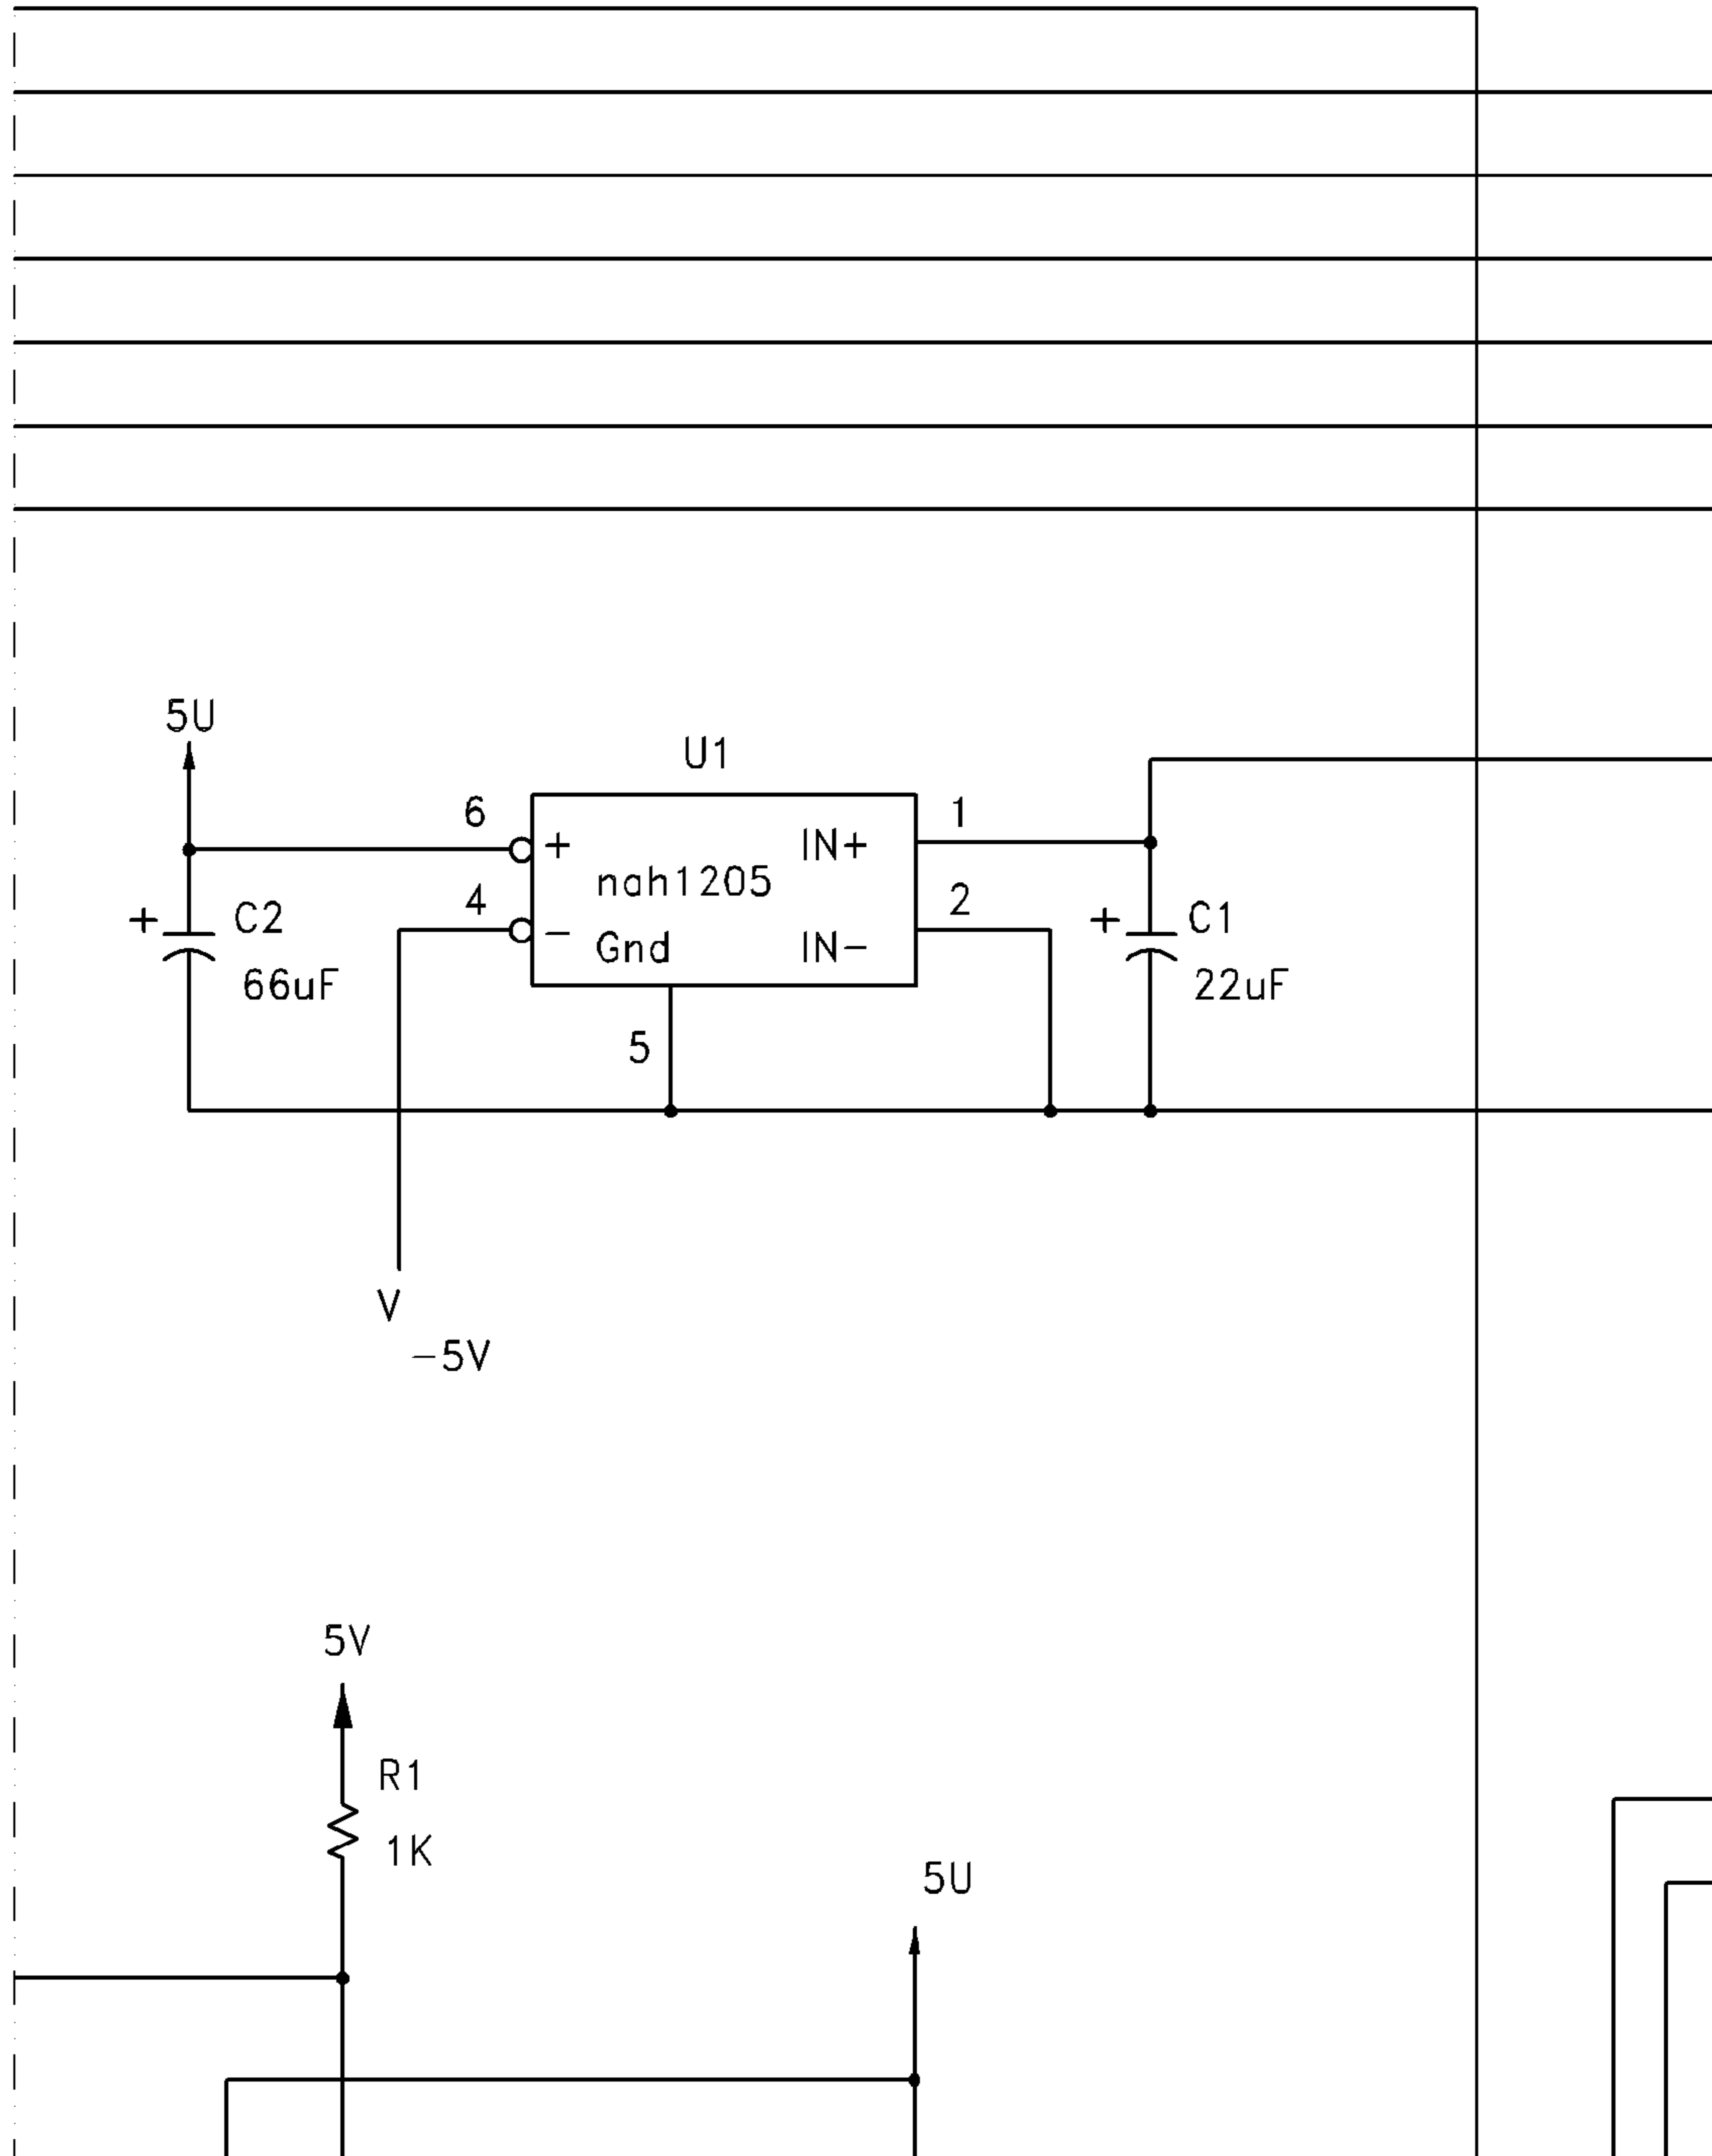 5U
U1
6
1
+
IN+
nah1205
4
2
-
Gnd
IN-
+
C2
+
C1
66uF
22uF
5
V
-5V
5V
R1
1K
5U